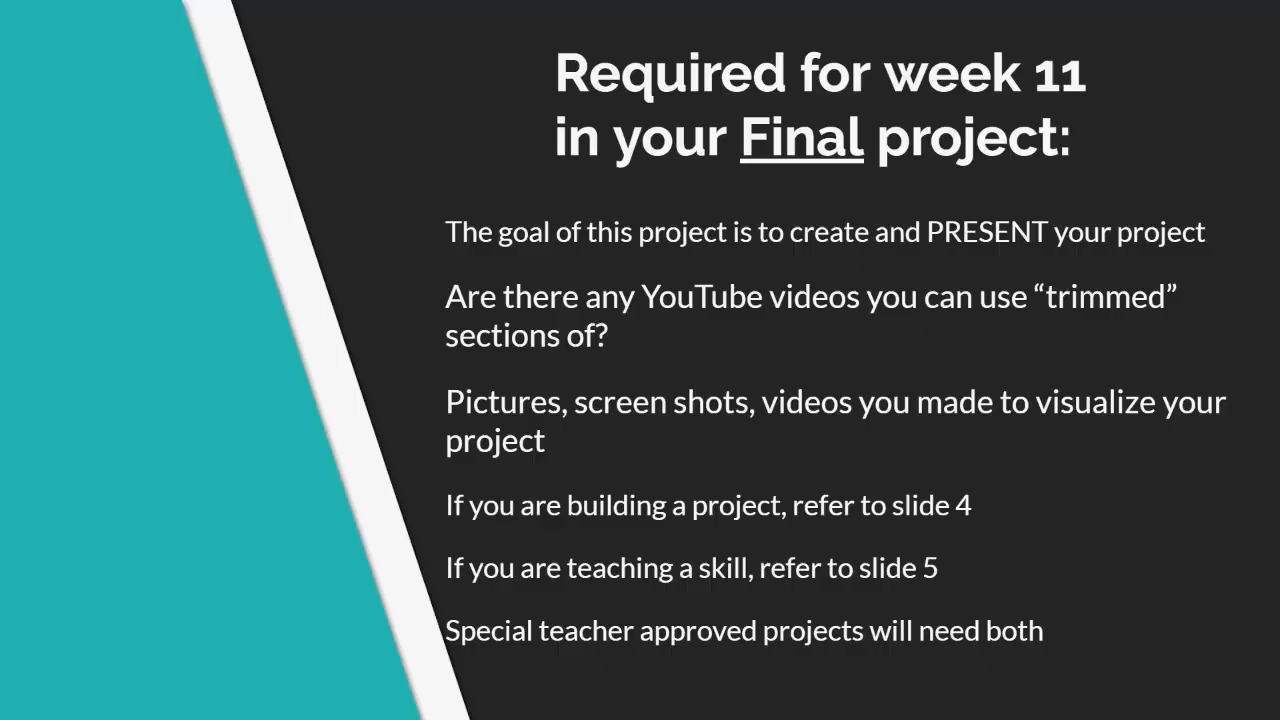 Required for week 11
in your Final project:
The goal of this project is to create and PRESENT your project
Are there any YouTube videos you can use “trimmed”
sections of?
Pictures, screen shots, videos you made to visualize your
project
If you are building a project, refer to slide 4
If you are teaching a skill, refer to slide 5
Special teacher approved projects will need both